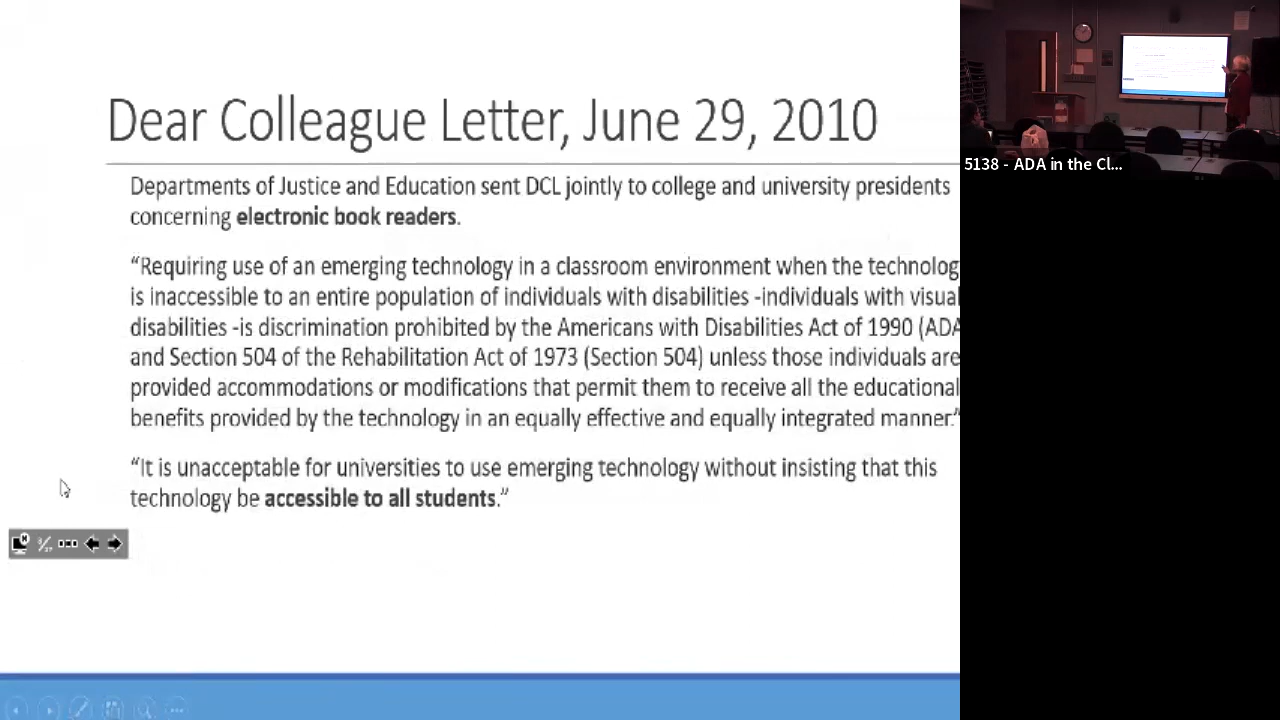 Dear Colleague Letter, June 29, 2010
Departments of Justice and Education sent DCL jointly to college and university presidents
concerning electronic book readers.
“Requiring use of an emerging technology in a classroom environment when the technolog
is inaccessible to an entire population of individuals with disabilities -individuals with visual
disabilities -is discrimination prohibited by the Americans with Disabilities Act of 1990 (ADA
and Section 504 of the Rehabilitation Act of 1973 (Section 504) unless those individuals are
provided accommodations or modifications that permit them to receive all the educational
benefits provided by the technology in an equally effective and equally integrated manner.”
“It is unacceptable for universities to use emerging technology without insisting that this
technology be accessible to all students.”
5138 - ADA in the Cl...